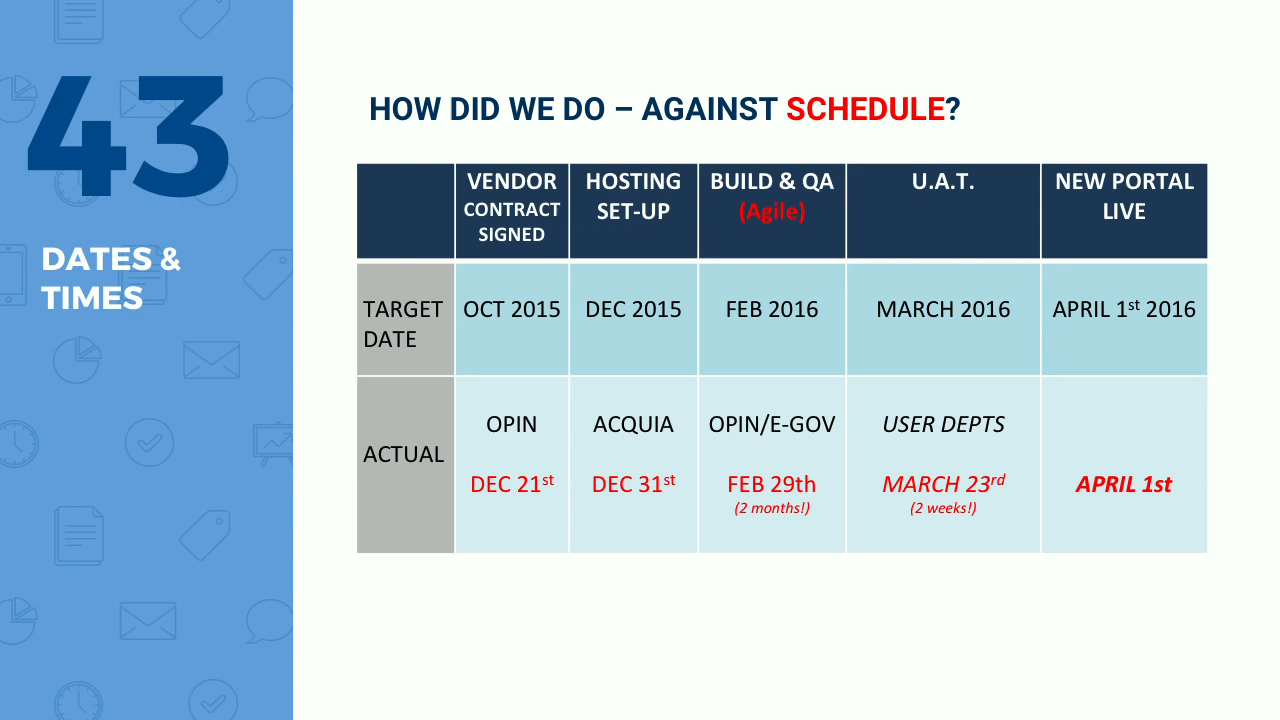 43
DATES &
TIMES
HOW DID WE DO – AGAINST SCHEDULE?
VENDOR
CONTRACT
SIGNED
HOSTING
SET-UP
BUILD & QA
(Agile)
U.A.T.
NEW PORTAL
LIVE
TARGET
DATE
OCT 2015
DEC 2015
FEB 2016
MARCH 2016
APRIL 1st 2016
ACTUAL
OPIN
DEC 21st
ACQUIA
DEC 31st
OPIN/E-GOV
FEB 29th
(2 months!)
USER DEPTS
MARCH 23rd
(2 weeks!)
APRIL 1st